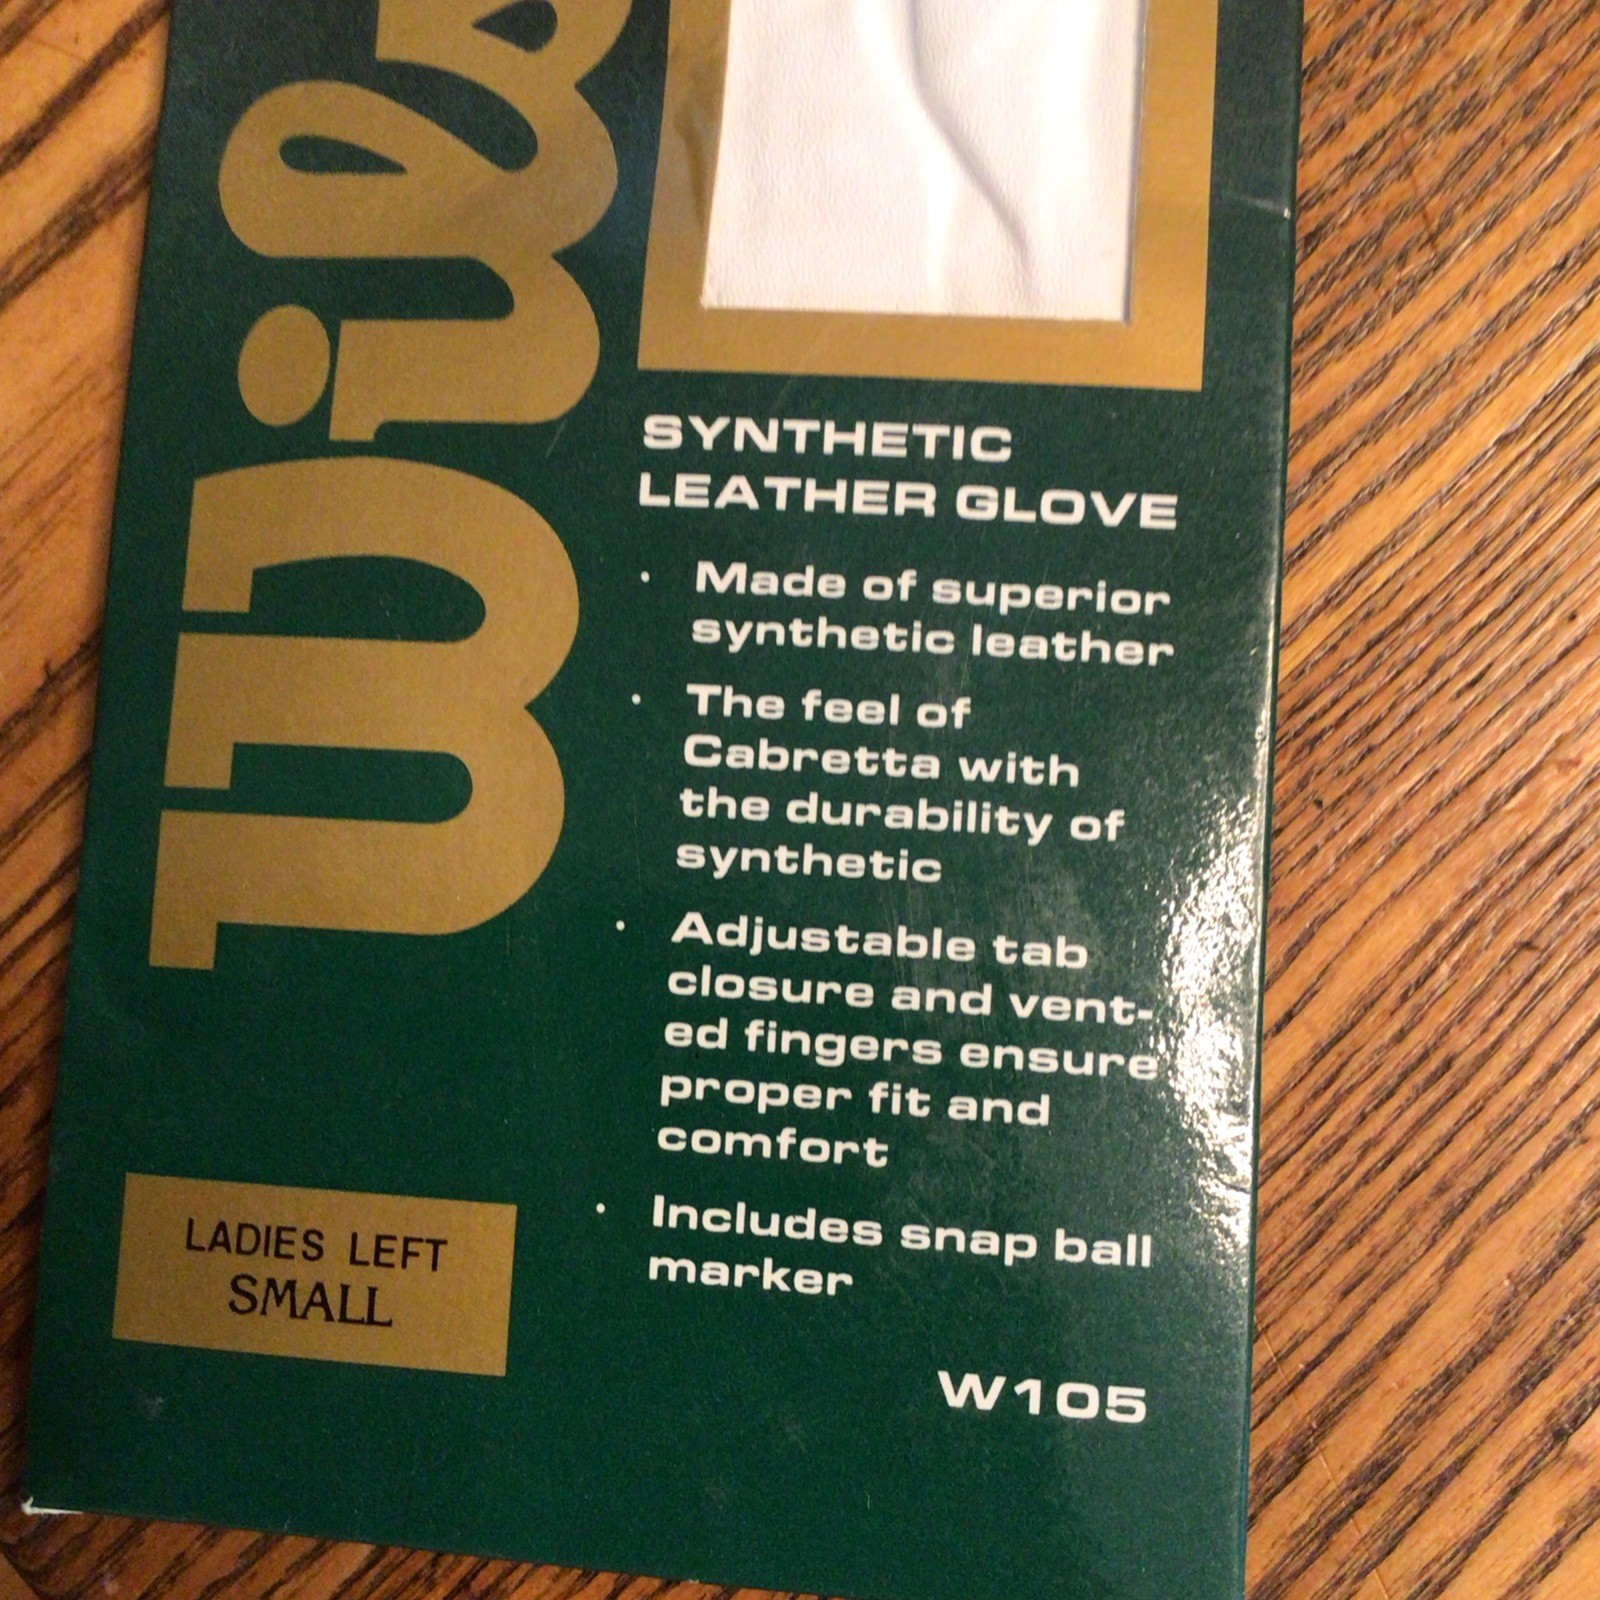 SYNTHETIC
LEATHER GLOVE
· Made of superior
synthetic leather
· The feel of
Cabretta with
the durability of
synthetic
· Adjustable tab
closure and vent-
ed fingers ensure
proper fit and
comfort
· Includes snap ball
marker
W105
LADIES LEFT
SMALL